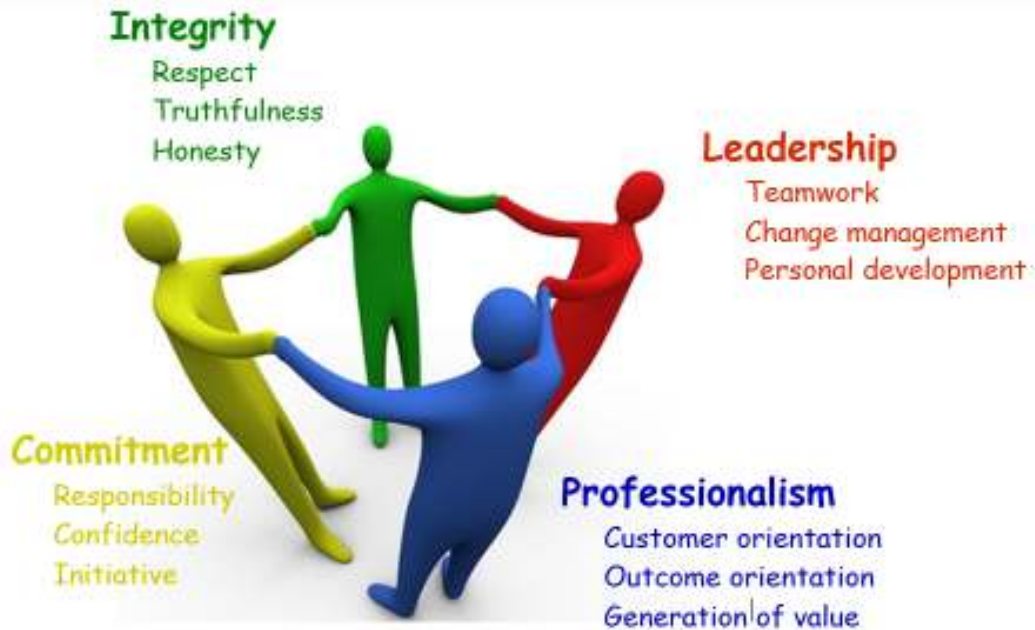 Integrity
Respect
Truthfulness
Honesty
Leadership
Teamwork
Change management
Personal development
Commitment
Responsibility
Confidence
Initiative
Professionalism
Customer orientation
Outcome orientation
Generation of value